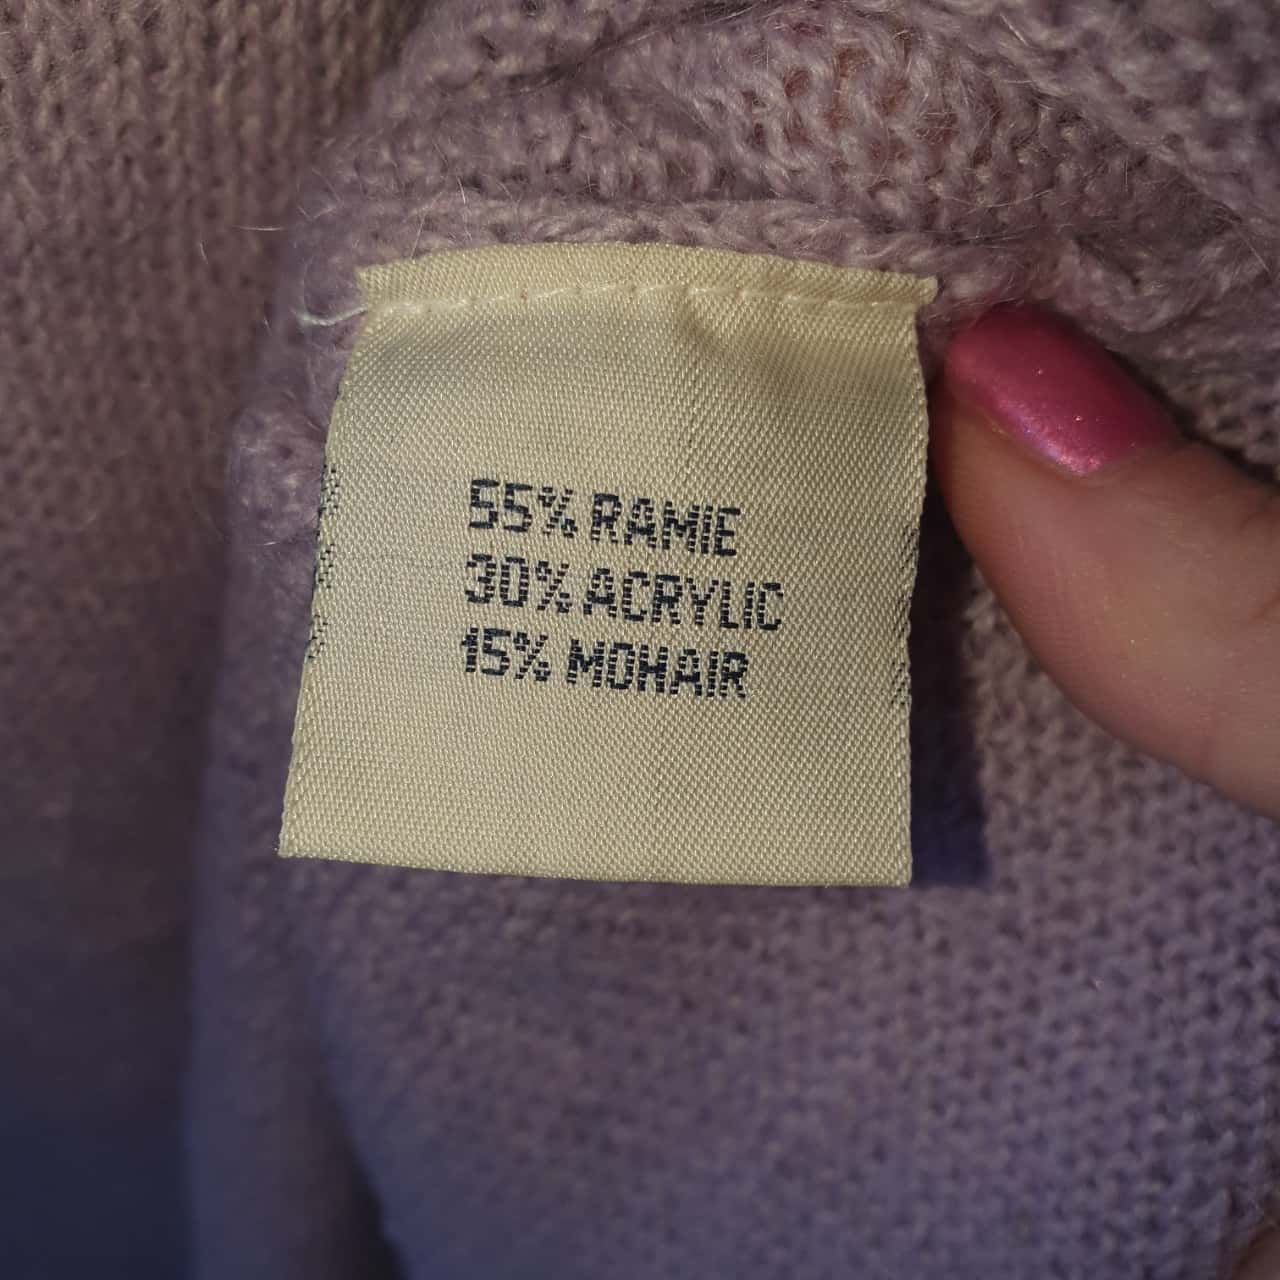 55% RAMIE
30% ACRYLIC
15% MOHAIR